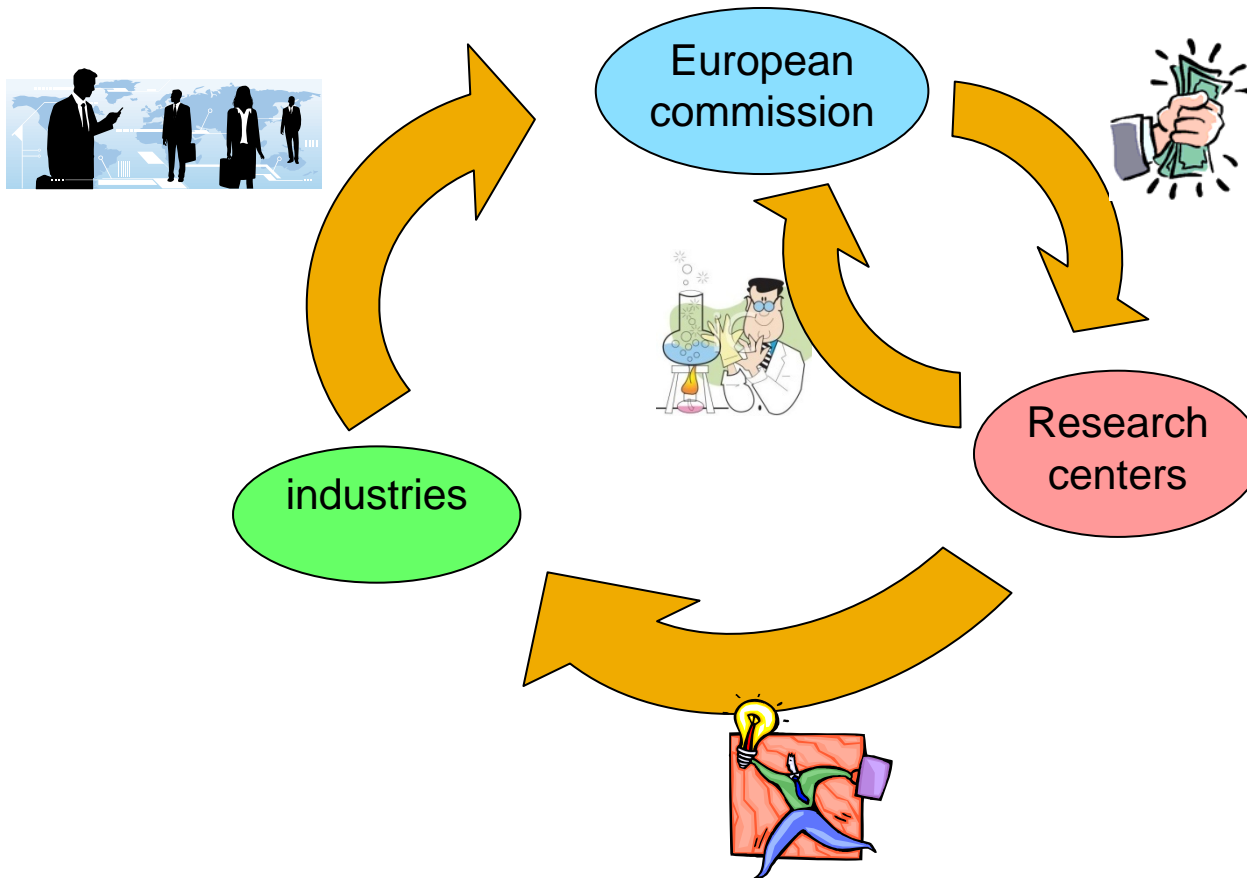 European
commission
Research
centers
industries